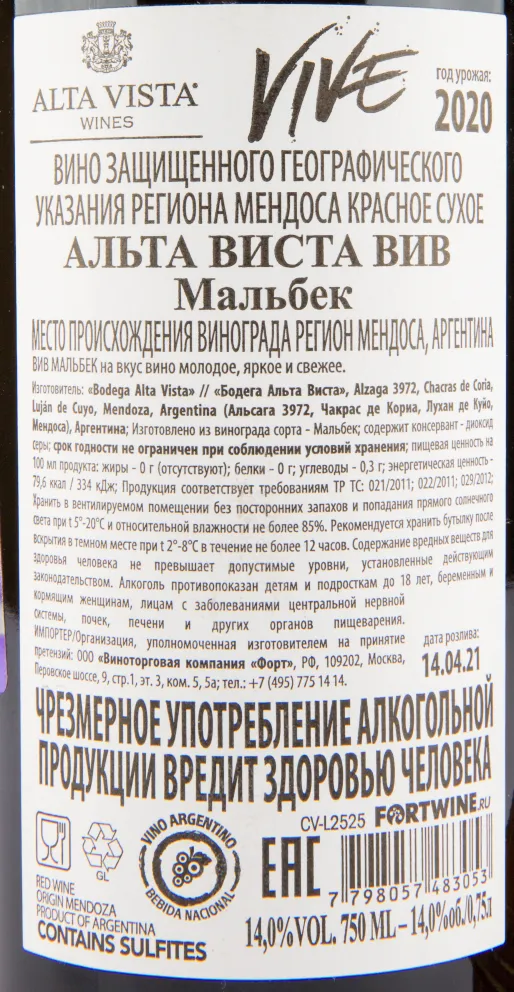 ALTA VISTA
WINES
VIVE
год урожая:
2020
ВИНО ЗАЩИЩЕННОГО ГЕОГРАФИЧЕСКОГО
УКАЗАНИЯ РЕГИОНА МЕНДОСА КРАСНОЕ СУХОЕ
АЛЬТА ВИСТА ВИВ
Мальбек
МЕСТО ПРОИСХОЖДЕНИЯ ВИНОГРАДА РЕГИОН МЕНДОСА, АРГЕНТИНА
ВИВ МАЛЬБЕК на вкус вино молодое, яркое и свежее.
Изготовитель: «Bodega Alta Vista» // «Бодега Альта Виста», Alzaga 3972, Chacras de Coria,
Luján de Cuyo, Mendoza, Argentina (Альсага 3972, Чакрас де Кориа, Лухан де Куйо,
Мендоса), Аргентина; Изготовлено из винограда сорта - Мальбек; содержит консервант - диоксид
серы; срок годности не ограничен при соблюдении условий хранения; пищевая ценность на
100 мл продукта: жиры - 0 г (отсутствуют); белки - 0 г; углеводы - 0,3 г; энергетическая ценность -
79,6 ккал / 334 кДж; Продукция соответствует требованиям ТР ТС: 021/2011; 022/2011; 029/2012;
Хранить в вентилируемом помещении без посторонних запахов и попадания прямого солнечного
света при t 5°-20°С и относительной влажности не более 85%. Рекомендуется хранить бутылку после
вскрытия в темном месте при t 2°-8°С в течение не более 12 часов. Содержание вредных веществ для
здоровья человека не превышает допустимые уровни, установленные действующим
законодательством. Алкоголь противопоказан детям и подросткам до 18 лет, беременным и
кормящим женщинам, лицам с заболеваниями центральной нервной
системы, почек, печени и других органов пищеварения.
ИМПОРТЕР/Организация, уполномоченная изготовителем на принятие
претензий: ООО «Виноторговая компания «Форт», РФ, 109202, Москва,
Перовское шоссе, 9, стр.1, эт. 3, ком. 5, 5а; тел.: +7 (495) 775 14 14.
дата розлива:
14.04.21
ЧРЕЗМЕРНОЕ УПОТРЕБЛЕНИЕ АЛКОГОЛЬНОЙ
ПРОДУКЦИИ ВРЕДИТ ЗДОРОВЬЮ ЧЕЛОВЕКА
CV-L2525 FORTWINE.RU
GL
VINO ARGENTINO
BEBIDA NACIONAL
EAC
7 798057 483053
RED WINE
ORIGIN MENDOZA
PRODUCT OF ARGENTINA
CONTAINS SULFITES
14,0%VOL. 750 ML – 14,0%об./0,75л